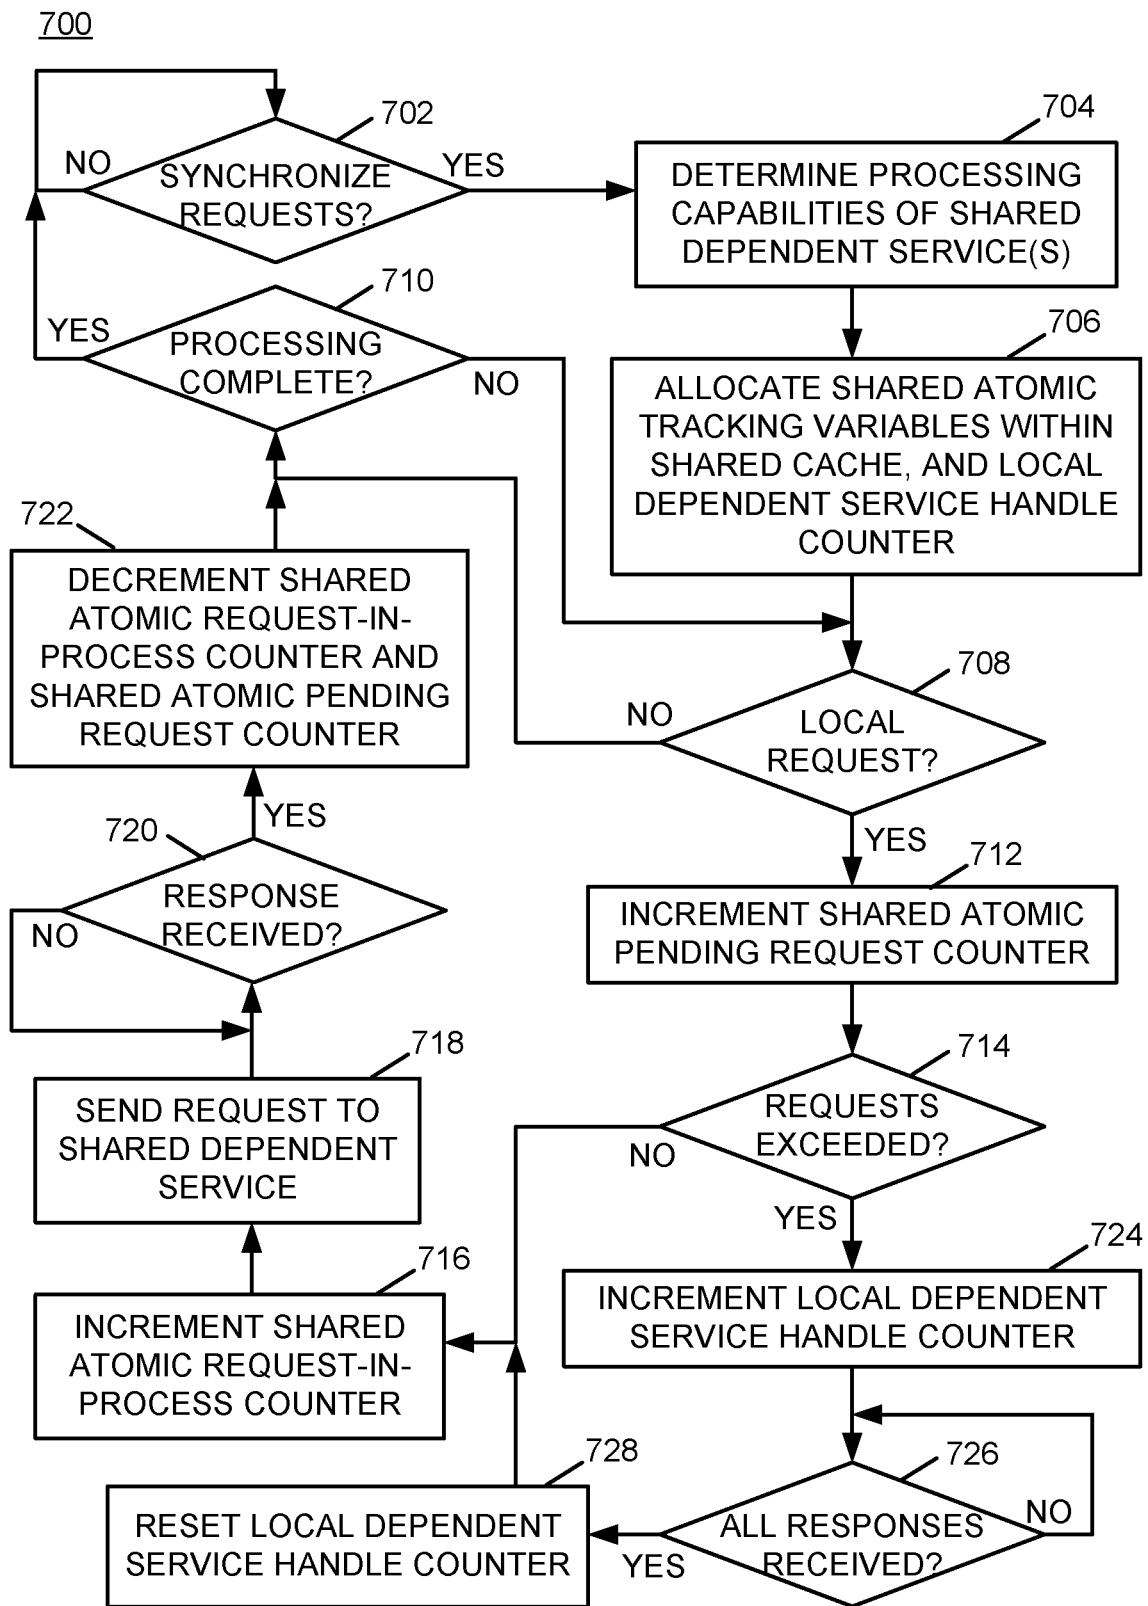 700
702
NO
SYNCHRONIZE
REQUESTS?
YES
704
DETERMINE PROCESSING
CAPABILITIES OF SHARED
DEPENDENT SERVICE(S)
706
ALLOCATE SHARED ATOMIC
TRACKING VARIABLES WITHIN
SHARED CACHE, AND LOCAL
DEPENDENT SERVICE HANDLE
COUNTER
710
YES
PROCESSING
COMPLETE?
NO
708
NO
LOCAL
REQUEST?
YES
712
INCREMENT SHARED ATOMIC
PENDING REQUEST COUNTER
714
REQUESTS
EXCEEDED?
NO
YES
724
INCREMENT LOCAL DEPENDENT
SERVICE HANDLE COUNTER
726
ALL RESPONSES
RECEIVED?
NO
YES
728
RESET LOCAL DEPENDENT
SERVICE HANDLE COUNTER
716
INCREMENT SHARED
ATOMIC REQUEST-IN-
PROCESS COUNTER
718
SEND REQUEST TO
SHARED DEPENDENT
SERVICE
720
RESPONSE
RECEIVED?
NO
YES
722
DECREMENT SHARED
ATOMIC REQUEST-IN-
PROCESS COUNTER AND
SHARED ATOMIC PENDING
REQUEST COUNTER